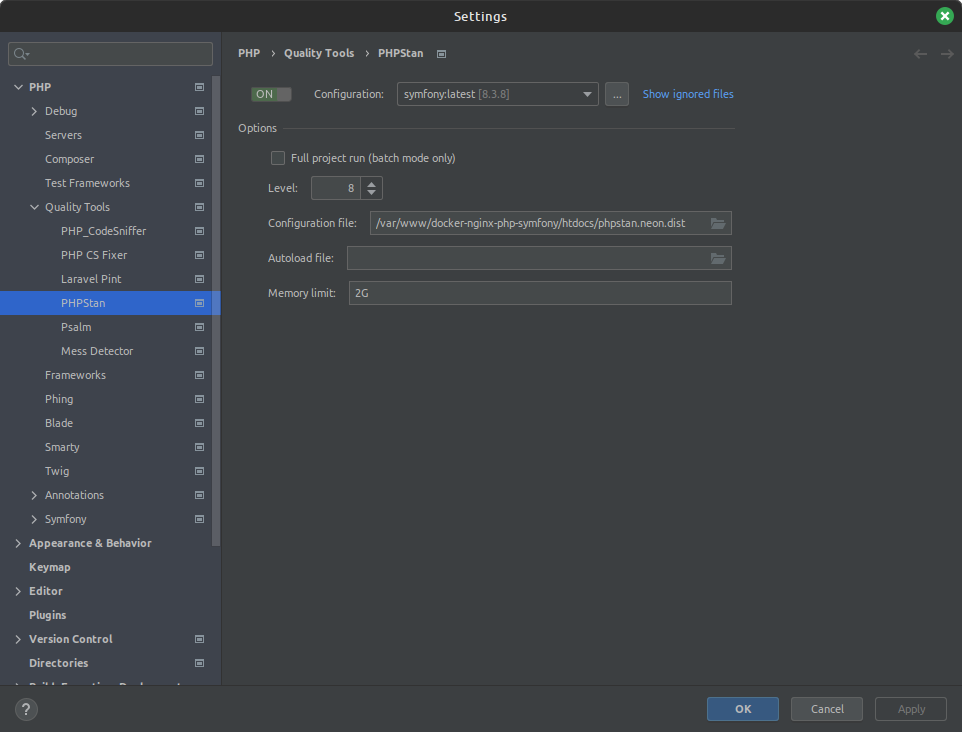 Settings
PHP
Debug
Servers
Composer
Test Frameworks
Quality Tools
PHP_CodeSniffer
PHP CS Fixer
Laravel Pint
PHPStan
Psalm
Mess Detector
Frameworks
Phing
Blade
Smarty
Twig
Annotations
Symfony
Appearance & Behavior
Keymap
Editor
Plugins
Version Control
Directories
PHP › Quality Tools › PHPStan
ON Configuration: symfony:latest [8.3.8] ... Show ignored files
Options
Full project run (batch mode only)
Level: 8
Configuration file: /var/www/docker-nginx-php-symfony/htdocs/phpstan.neon.dist
Autoload file:
Memory limit: 2G
? OK Cancel Apply